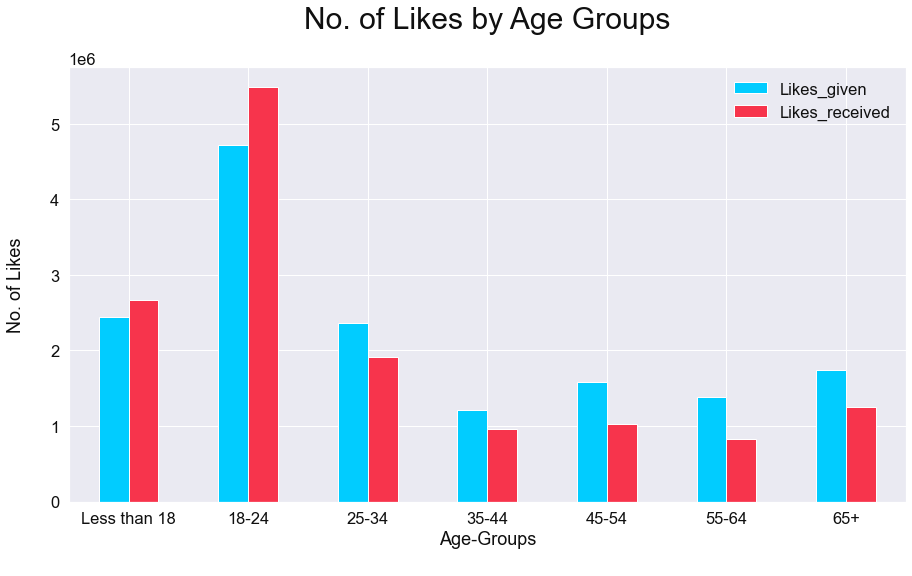 No. of Likes by Age Groups
1e6
Likes_given
Likes_received
5
4
3
2
1
0
No. of Likes
Less than 18 18-24 25-34 35-44 45-54 55-64 65+
Age-Groups